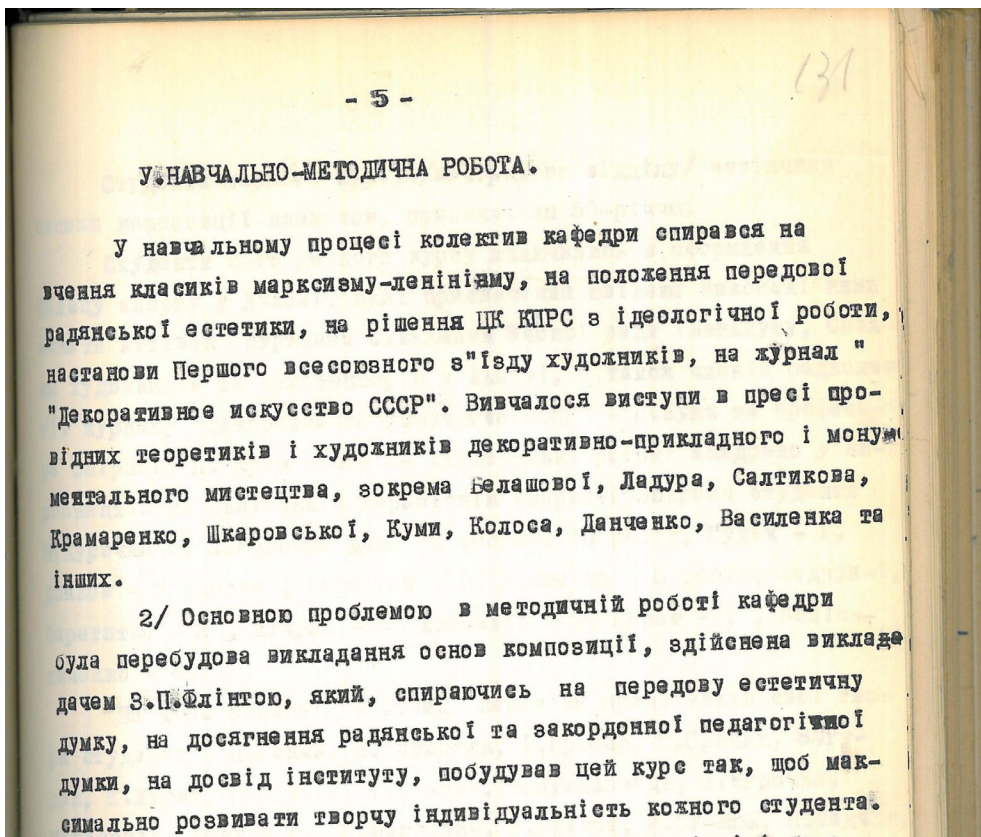 131
- 5 -
У.НАВЧАЛЬНО-МЕТОДИЧНА РОБОТА.
У навчальному процесі колектив кафедри спирався на
вчення класиків марксизму-ленінізму, на положення передової
радянської естетики, на рішення ЦК КПРС з ідеологічної роботи,
настанови Першого всесоюзного з"їзду художників, на журнал "
"Декоративное искусство СССР". Вивчалося виступи в пресі про-
відних теоретиків і художників декоративно-прикладного і мону
ментального мистецтва, зокрема Белашової, Ладура, Салтикова,
Крамаренко, Шкаровської, Куми, Колоса, Данченко, Василенка та
інших.
2/ Основною проблемою в методичній роботі кафедри
була перебудова викладання основ композиції, здійснена виклада
дачем З.П.Флінтою, який, спираючись на передову естетичну
думку, на досягнення радянської та закордонної педагогічної
думки, на досвід інституту, побудував цей курс так, щоб мак-
симально розвивати творчу індивідуальність кожного студента.